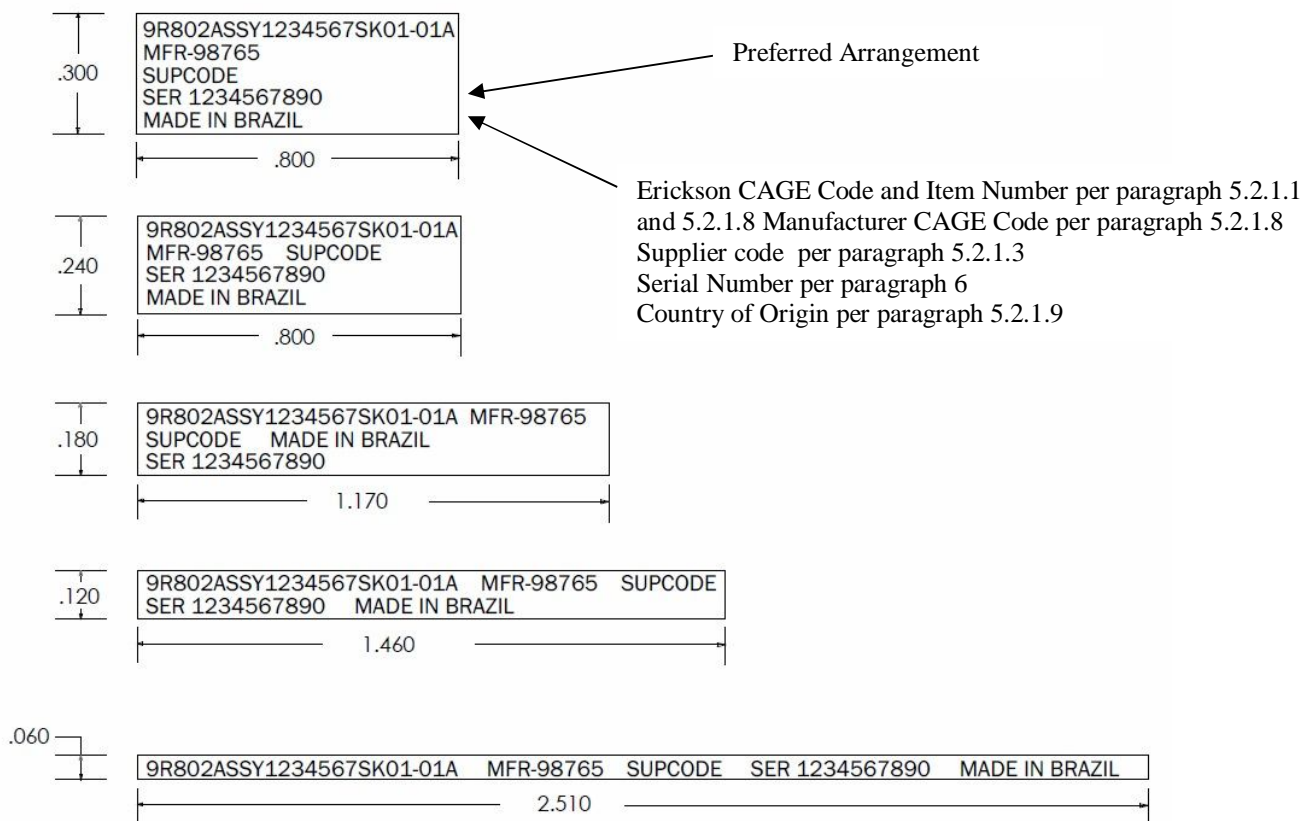 9R802ASSY1234567SK01-01A
MFR-98765
SUPCODE
SER 1234567890
MADE IN BRAZIL
.300
.800
Preferred Arrangement
Erickson CAGE Code and Item Number per paragraph 5.2.1.1
and 5.2.1.8 Manufacturer CAGE Code per paragraph 5.2.1.8
Supplier code per paragraph 5.2.1.3
Serial Number per paragraph 6
Country of Origin per paragraph 5.2.1.9
9R802ASSY1234567SK01-01A
MFR-98765 SUPCODE
SER 1234567890
MADE IN BRAZIL
.240
.800
9R802ASSY1234567SK01-01A MFR-98765
SUPCODE MADE IN BRAZIL
SER 1234567890
.180
1.170
9R802ASSY1234567SK01-01A MFR-98765 SUPCODE
SER 1234567890 MADE IN BRAZIL
.120
1.460
.060
9R802ASSY1234567SK01-01A MFR-98765 SUPCODE SER 1234567890 MADE IN BRAZIL
2.510